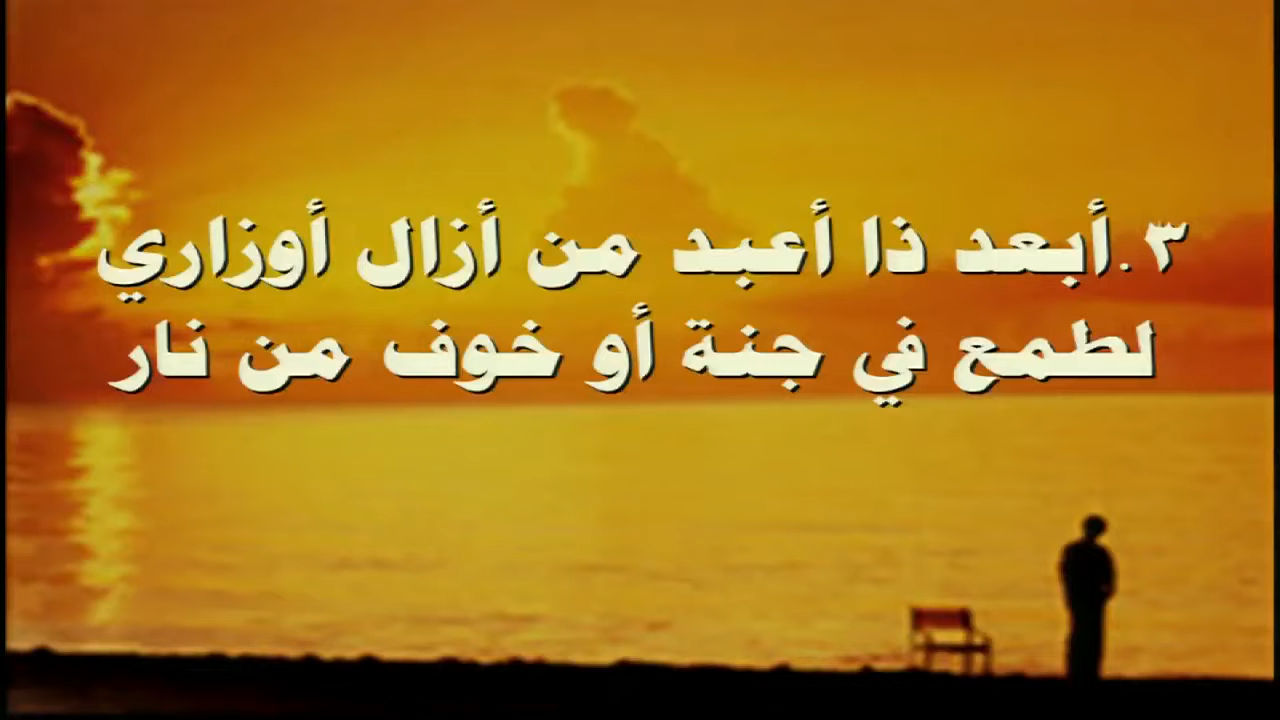 ٣.أبعد ذا أعبد من أزال أوزاري
لطمع في جنة أو خوف من نار